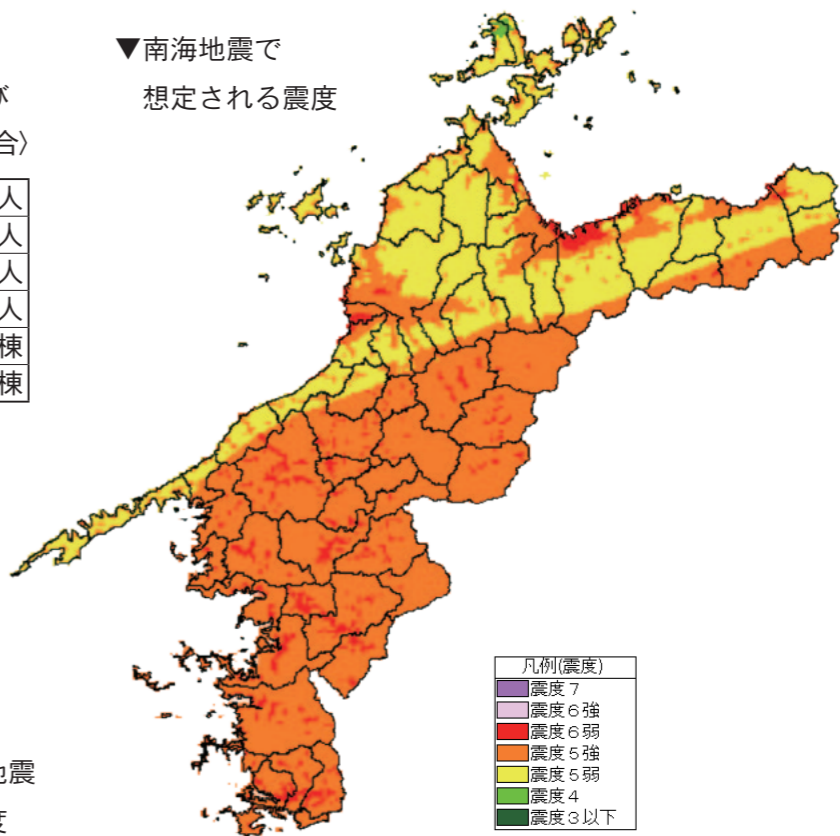 ▼南海地震で
想定される震度
び
合〉
人
人
人
人
棟
棟
凡例(震度)
震度7
震度6強
震度6弱
震度5強
震度5弱
震度4
震度3以下
地震
度